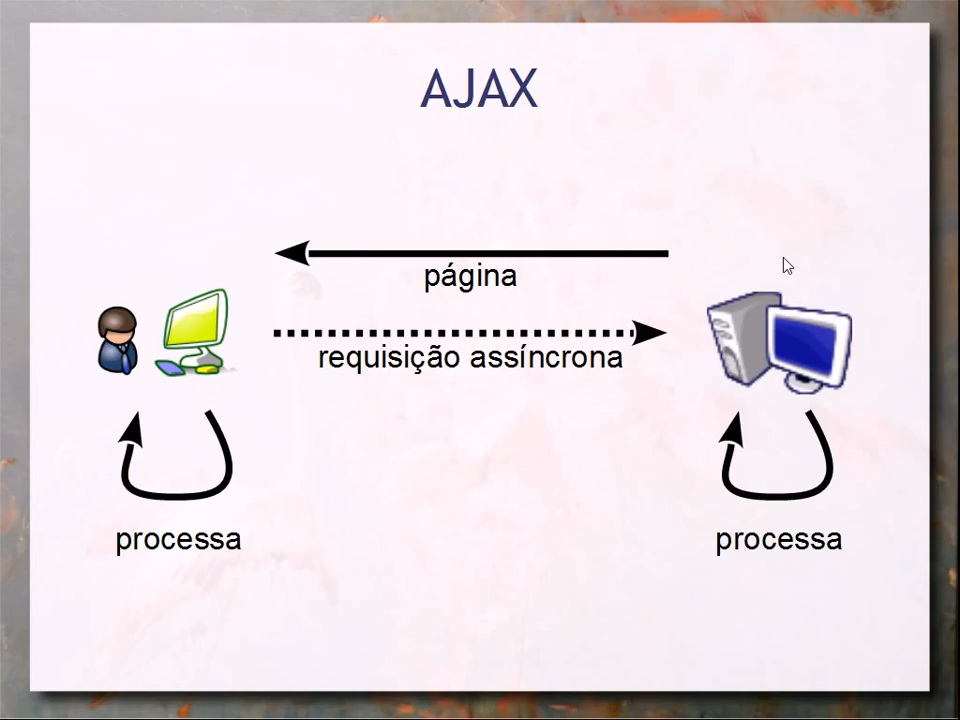 AJAX
página
requisição assíncrona
processa
processa